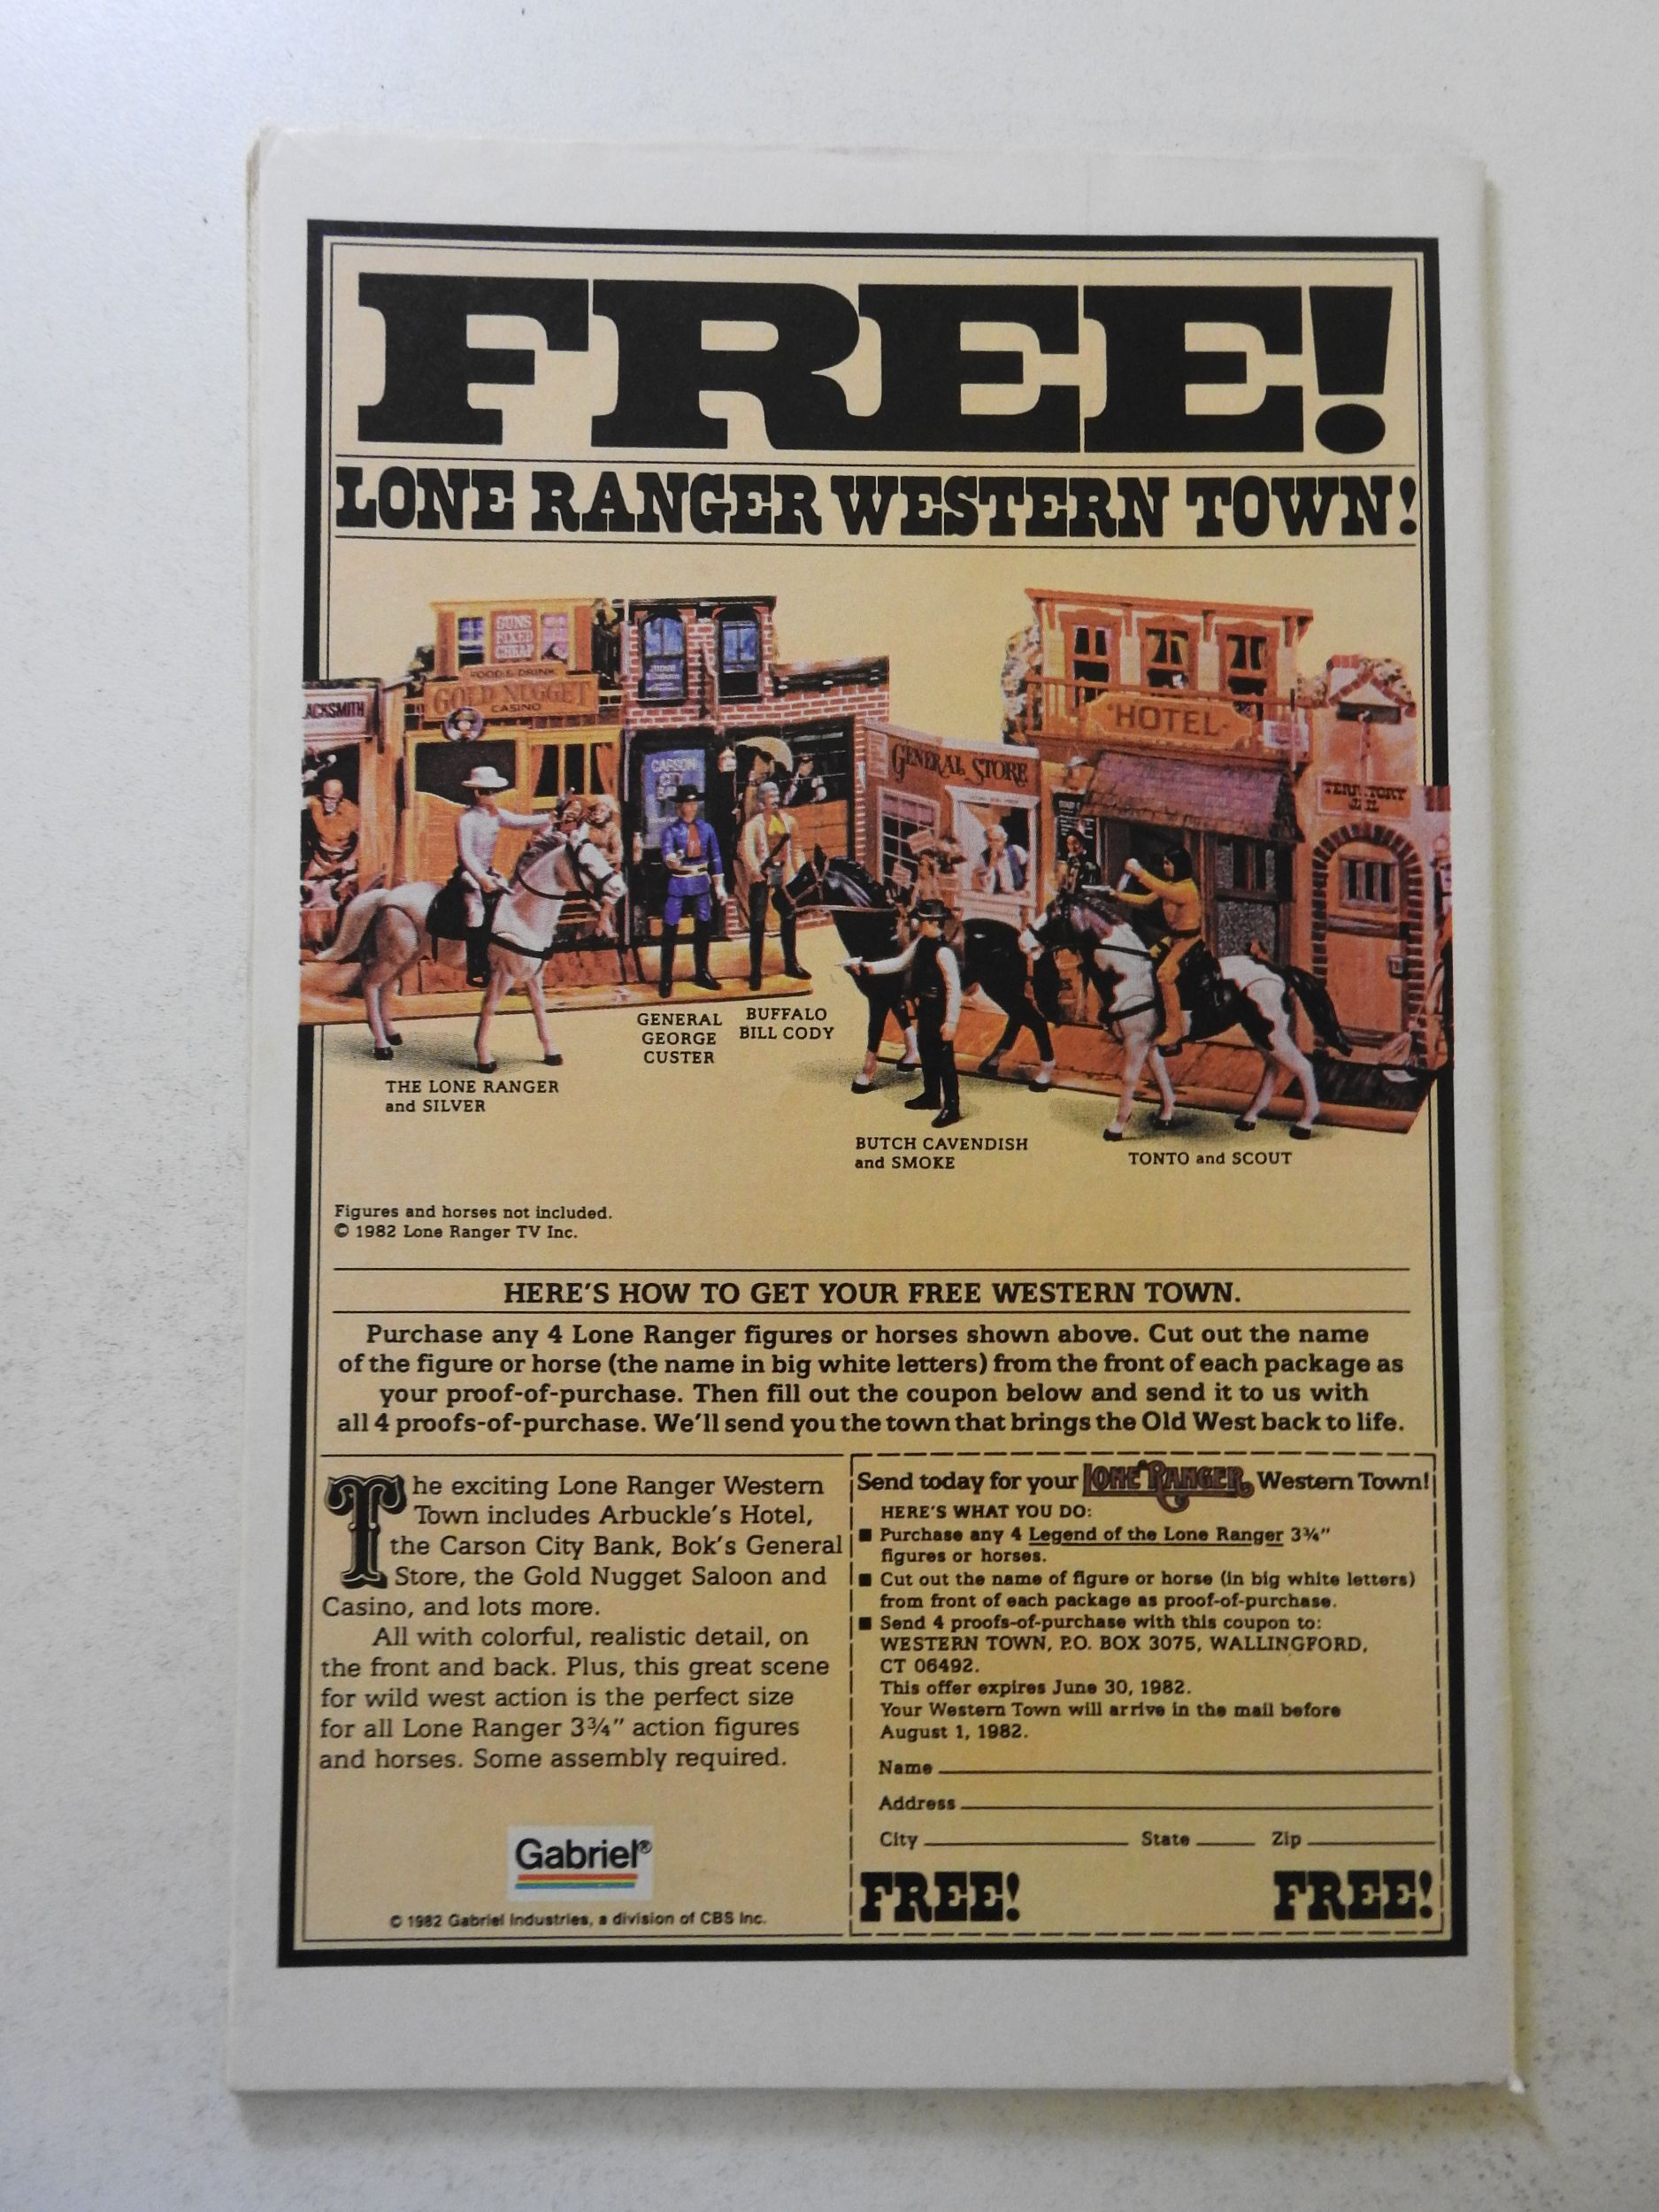 FREE!
LONE RANGER WESTERN TOWN!
GUNS
FIXED
CHEAP
FOOD & DRINK
GOLD NUGGET
CASINO
ACKSMITH
CARSON
CITY
GENERAL STORE
HOTEL
TERRITORY
JAIL
GENERAL
GEORGE
CUSTER
BUFFALO
BILL CODY
THE LONE RANGER
and SILVER
BUTCH CAVENDISH
and SMOKE
TONTO and SCOUT
Figures and horses not included.
© 1982 Lone Ranger TV Inc.
HERE'S HOW TO GET YOUR FREE WESTERN TOWN.
Purchase any 4 Lone Ranger figures or horses shown above. Cut out the name
of the figure or horse (the name in big white letters) from the front of each package as
your proof-of-purchase. Then fill out the coupon below and send it to us with
all 4 proofs-of-purchase. We'll send you the town that brings the Old West back to life.
The exciting Lone Ranger Western
Town includes Arbuckle's Hotel,
the Carson City Bank, Bok's General
Store, the Gold Nugget Saloon and
Casino, and lots more.
All with colorful, realistic detail, on
the front and back. Plus, this great scene
for wild west action is the perfect size
for all Lone Ranger 3¾" action figures
and horses. Some assembly required.
Gabriel®
© 1982 Gabriel Industries, a division of CBS Inc.
Send today for your LONE RANGER Western Town!
HERE'S WHAT YOU DO:
■ Purchase any 4 Legend of the Lone Ranger 3¾"
figures or horses.
■ Cut out the name of figure or horse (in big white letters)
from front of each package as proof-of-purchase.
■ Send 4 proofs-of-purchase with this coupon to:
WESTERN TOWN, P.O. BOX 3075, WALLINGFORD,
CT 06492.
This offer expires June 30, 1982.
Your Western Town will arrive in the mail before
August 1, 1982.
Name
Address
City State Zip
FREE! FREE!